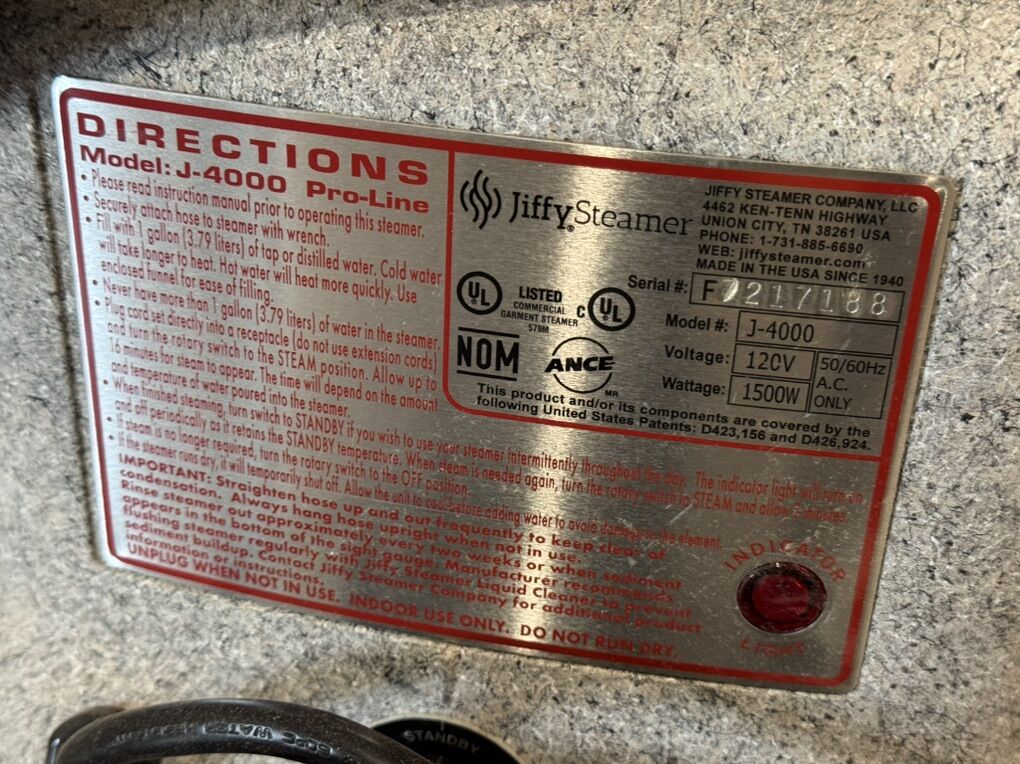 DIRECTIONS
Model: J-4000 Pro-Line
• Please read instruction manual prior to operating this steamer.
• Securely attach hose to steamer with wrench.
• Fill with 1 gallon (3.79 liters) of tap or distilled water. Cold water
will take longer to heat. Hot water will heat more quickly. Use
enclosed funnel for ease of filling.
• Never have more than 1 gallon (3.79 liters) of water in the steamer.
• Plug cord set directly into a receptacle (do not use extension cords)
and turn the rotary switch to the STEAM position. Allow up to
16 minutes for steam to appear. The time will depend on the amount
and temperature of water poured into the steamer.
• When finished steaming, turn switch to STANDBY if you wish to use your steamer intermittently throughout the day. The indicator light will turn on
and off periodically as it retains the STANDBY temperature. When steam is needed again, turn the rotary switch to STEAM and allow 2 minutes.
• If steam is no longer required, turn the rotary switch to the OFF position.
• If the steamer runs dry, it will temporarily shut off. Allow the unit to cool before adding water to avoid damage to the element.
IMPORTANT: Straighten hose up and out frequently to keep clear of
condensation. Always hang hose upright when not in use.
Rinse steamer out approximately every two weeks or when sediment
appears in the bottom of the sight gauge. Manufacturer recommends
flushing steamer regularly with Jiffy Steamer Liquid Cleaner to prevent
sediment buildup. Contact Jiffy Steamer Company for additional product
information or instructions.
UNPLUG WHEN NOT IN USE. INDOOR USE ONLY. DO NOT RUN DRY.
JiffySteamer
JIFFY STEAMER COMPANY, LLC
4462 KEN-TENN HIGHWAY
UNION CITY, TN 38261 USA
PHONE: 1-731-885-6690
WEB: jiffysteamer.com
MADE IN THE USA SINCE 1940
UL LISTED C UL
COMMERCIAL
GARMENT STEAMER
579M
NOM ANCE
MR
Serial #: F 0217188
Model #: J-4000
Voltage: 120V 50/60Hz
A.C.
Wattage: 1500W ONLY
This product and/or its components are covered by the
following United States Patents: D423,156 and D426,924.
INDICATOR
LIGHT
STANDBY